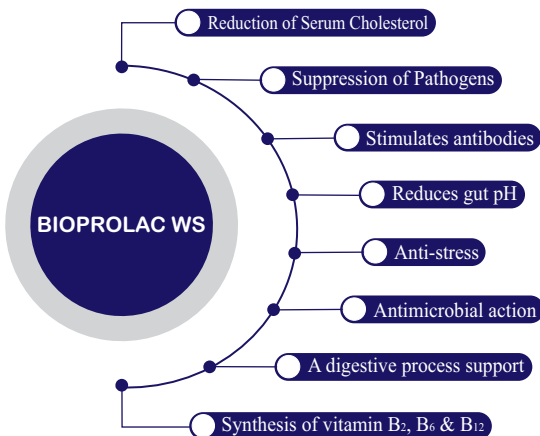 Reduction of Serum Cholesterol
Suppression of Pathogens
Stimulates antibodies
Reduces gut pH
BIOPROLAC WS
Anti-stress
Antimicrobial action
A digestive process support
Synthesis of vitamin B₂, B₆ & B₁₂